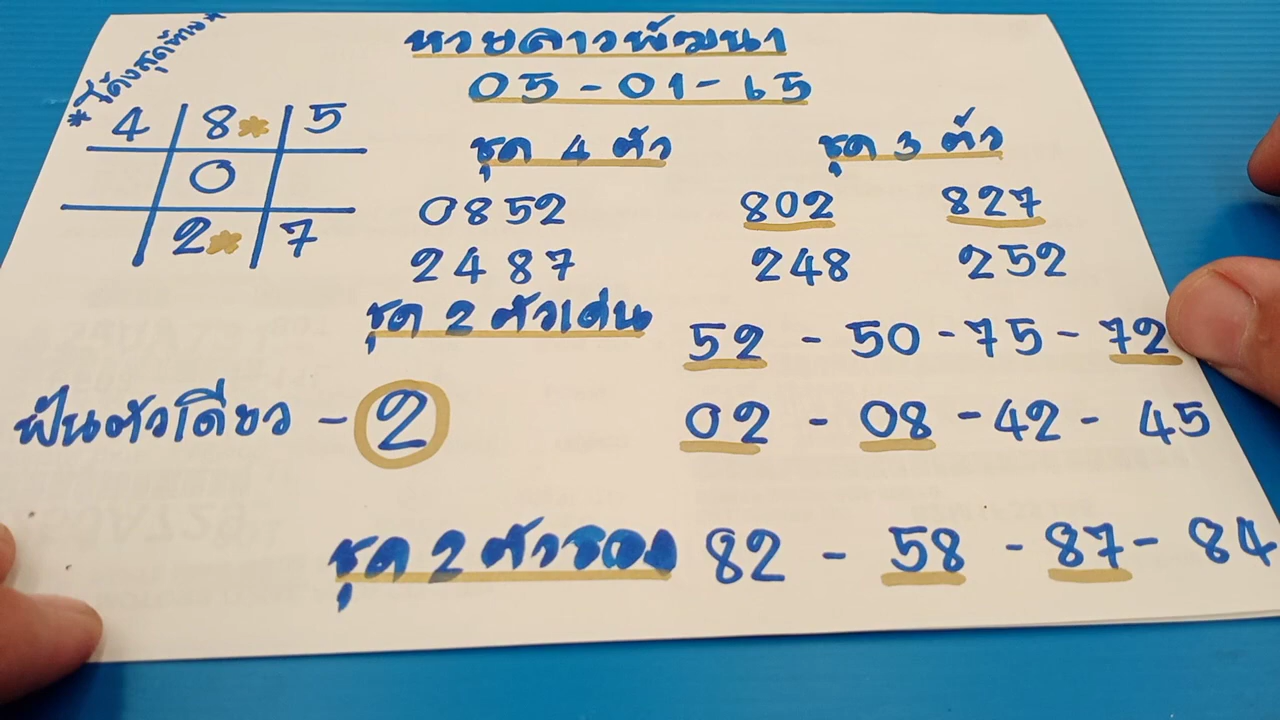 *โค้งสุดท้าย*
หวยลาวพัฒนา
05-01-65
4 8* 5
0
2* 7
ชุด 4 ตัว
0852
2487
ชุด 3 ตัว
802 827
248 252
ชุด 2 ตัวเด่น
52 - 50 - 75 - 72
02 - 08 - 42 - 45
ฟันตัวเดียว - 2
ชุด 2 ตัวรอง 82 - 58 - 87 - 84